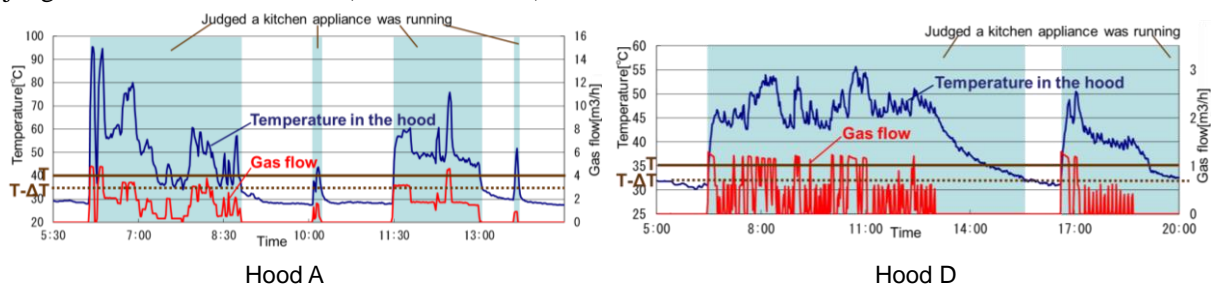 Judged a kitchen appliance was running
Temperature[℃]
100
90
80
70
60
50
40
30
20
T
T-ΔT
Temperature in the hood
Gas flow
16
14
12
10
8
6
4
2
0
Gas flow[m3/h]
5:30 7:00 8:30 10:00 11:30 13:00
Time
Hood A
Judged a kitchen appliance was running
Temperature[℃]
60
55
50
45
40
35
30
25
T
T-ΔT
Temperature in the hood
Gas flow
3
2
1
0
Gas flow[m3/h]
5:00 8:00 11:00 14:00 17:00 20:00
Time
Hood D